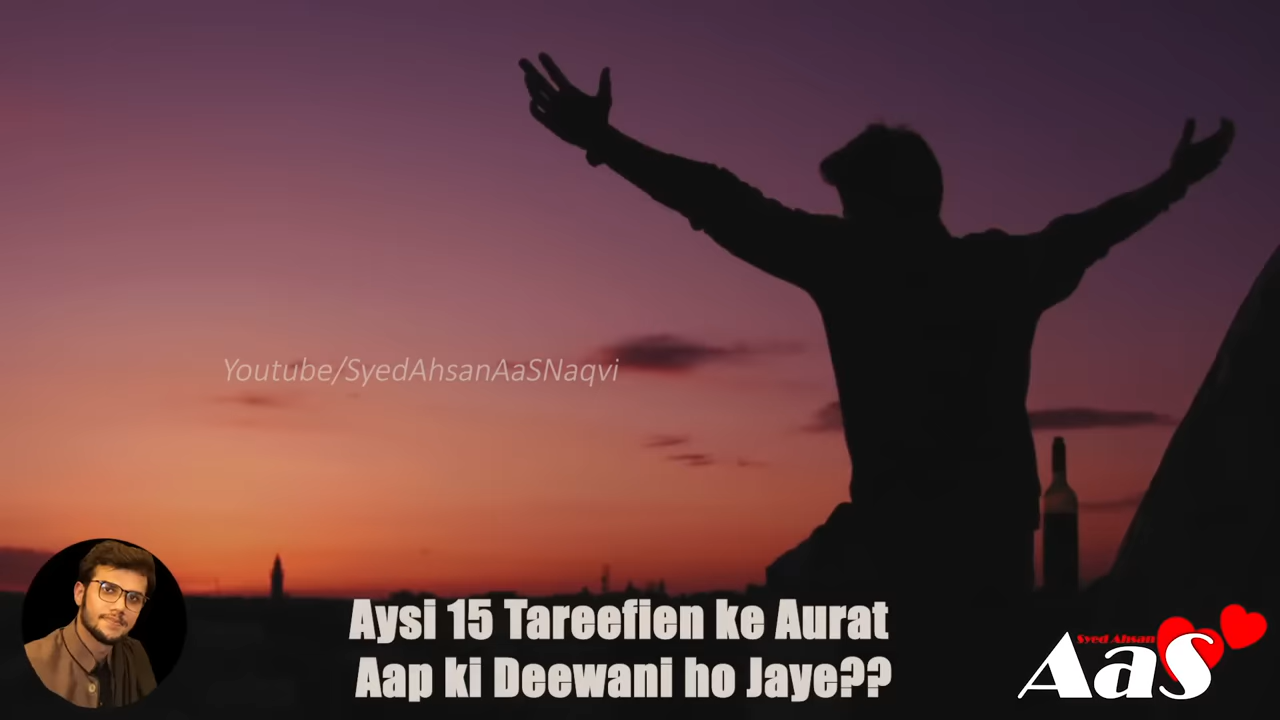 Youtube/SyedAhsanAaSNaqvi
Aysi 15 Tareefien ke Aurat
Aap ki Deewani ho Jaye??
Syed Ahsan
AaS